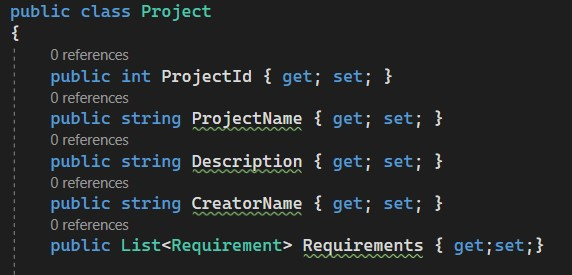 public class Project
{
0 references
public int ProjectId { get; set; }
0 references
public string ProjectName { get; set; }
0 references
public string Description { get; set; }
0 references
public string CreatorName { get; set; }
0 references
public List<Requirement> Requirements { get;set;}